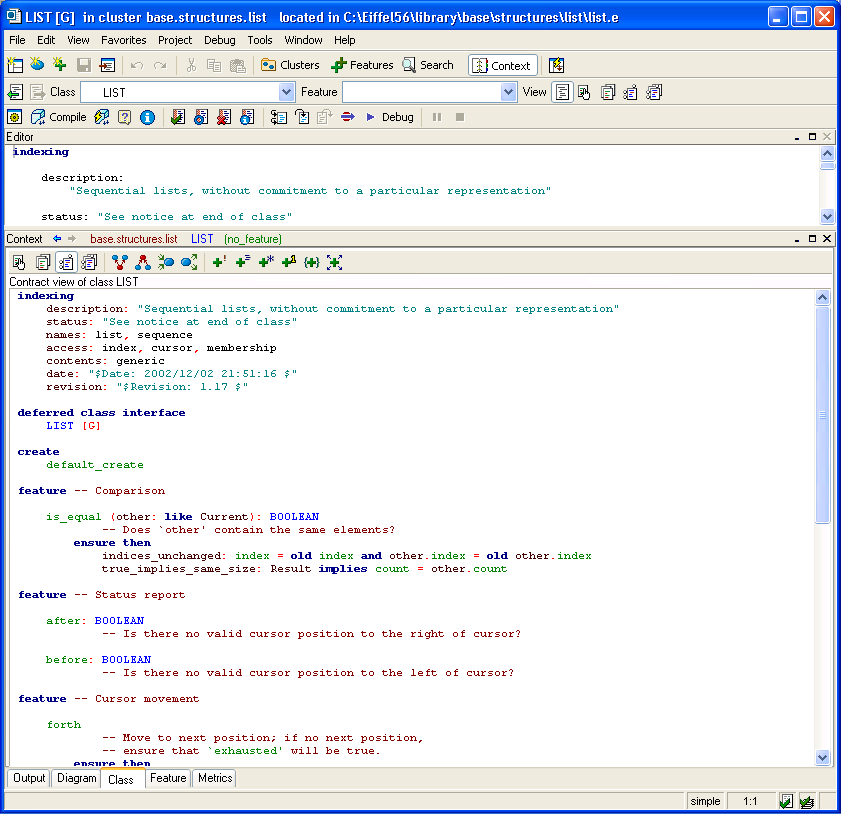 LIST [G]  in cluster base.structures.list   located in C:\Eiffel56\library\base\structures\list\list.e
File Edit View Favorites Project Debug Tools Window Help
Clusters Features Search Context
Class LIST Feature View
Compile Debug
Editor
indexing
description:
"Sequential lists, without commitment to a particular representation"
status: "See notice at end of class"
Context base.structures.list LIST (no_feature)
Contract view of class LIST
indexing
description: "Sequential lists, without commitment to a particular representation"
status: "See notice at end of class"
names: list, sequence
access: index, cursor, membership
contents: generic
date: "$Date: 2002/12/02 21:51:16 $"
revision: "$Revision: 1.17 $"
deferred class interface
LIST [G]
create
default_create
feature -- Comparison
is_equal (other: like Current): BOOLEAN
-- Does `other' contain the same elements?
ensure then
indices_unchanged: index = old index and other.index = old other.index
true_implies_same_size: Result implies count = other.count
feature -- Status report
after: BOOLEAN
-- Is there no valid cursor position to the right of cursor?
before: BOOLEAN
-- Is there no valid cursor position to the left of cursor?
feature -- Cursor movement
forth
-- Move to next position; if no next position,
-- ensure that `exhausted' will be true.
ensure then
Output Diagram Class Feature Metrics
simple 1:1